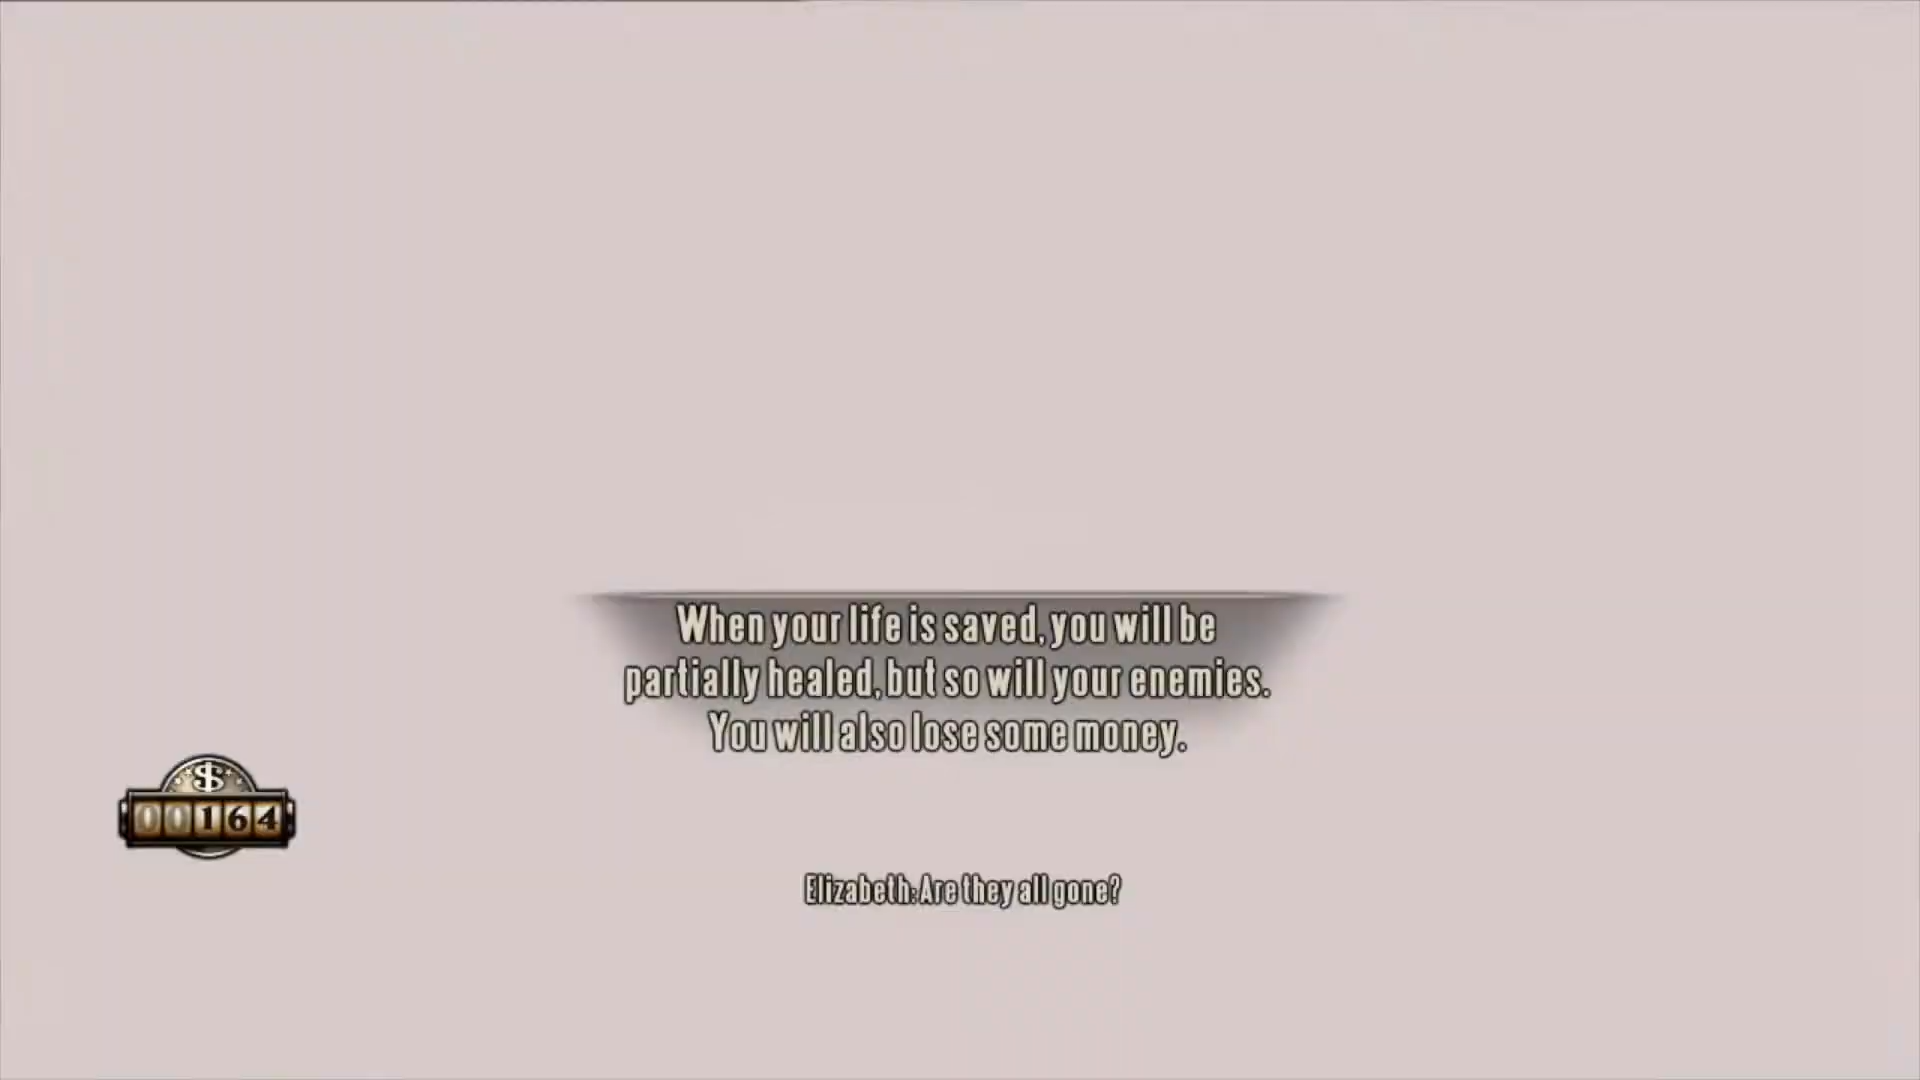 When your life is saved, you will be
partially healed, but so will your enemies.
You will also lose some money.
$
00164
Elizabeth: Are they all gone?